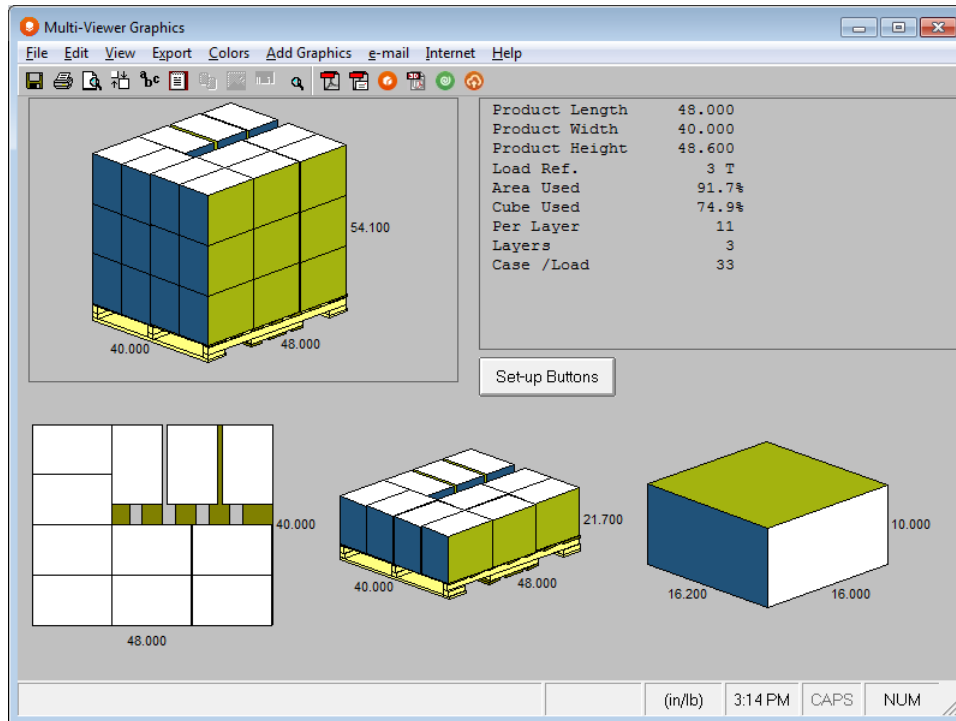 Multi-Viewer Graphics
File Edit View Export Colors Add Graphics e-mail Internet Help
Product Length 48.000
Product Width 40.000
Product Height 48.600
Load Ref. 3 T
Area Used 91.7%
Cube Used 74.9%
Per Layer 11
Layers 3
Case /Load 33
54.100
40.000
48.000
Set-up Buttons
40.000
48.000
21.700
40.000
48.000
10.000
16.200
16.000
(in/lb) 3:14 PM CAPS NUM